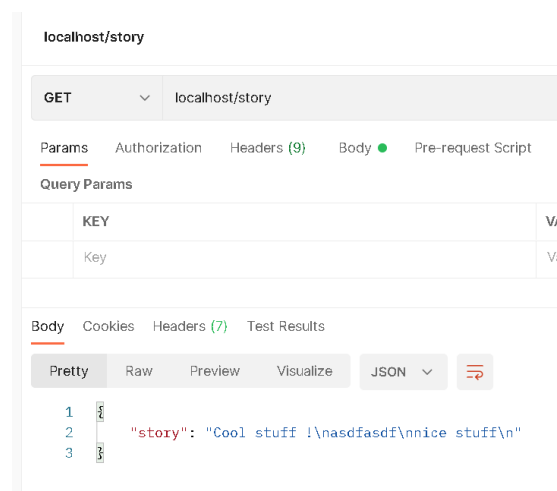 localhost/story
GET localhost/story
Params Authorization Headers (9) Body Pre-request Script
Query Params
KEY
Key
Body Cookies Headers (7) Test Results
Pretty Raw Preview Visualize JSON
1 {
2 "story": "Cool stuff !\nasdfasdf\nnice stuff\n"
3 }